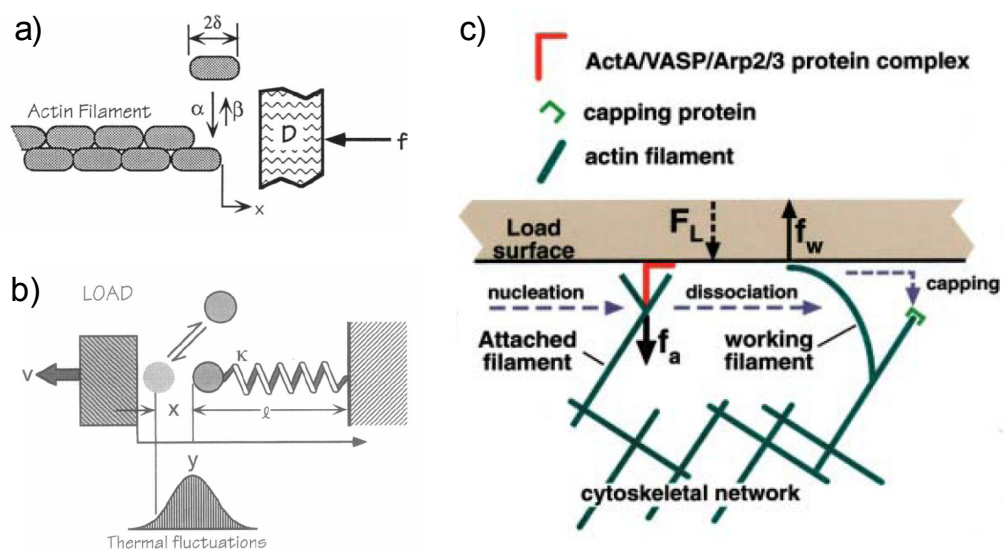 a)
2δ
Actin Filament
α
β
D
f
x
b)
LOAD
κ
v
x
ℓ
y
Thermal fluctuations
c)
ActA/VASP/Arp2/3 protein complex
capping protein
actin filament
Load
surface
F_L
f_w
nucleation
dissociation
capping
Attached
filament
f_a
working
filament
cytoskeletal network